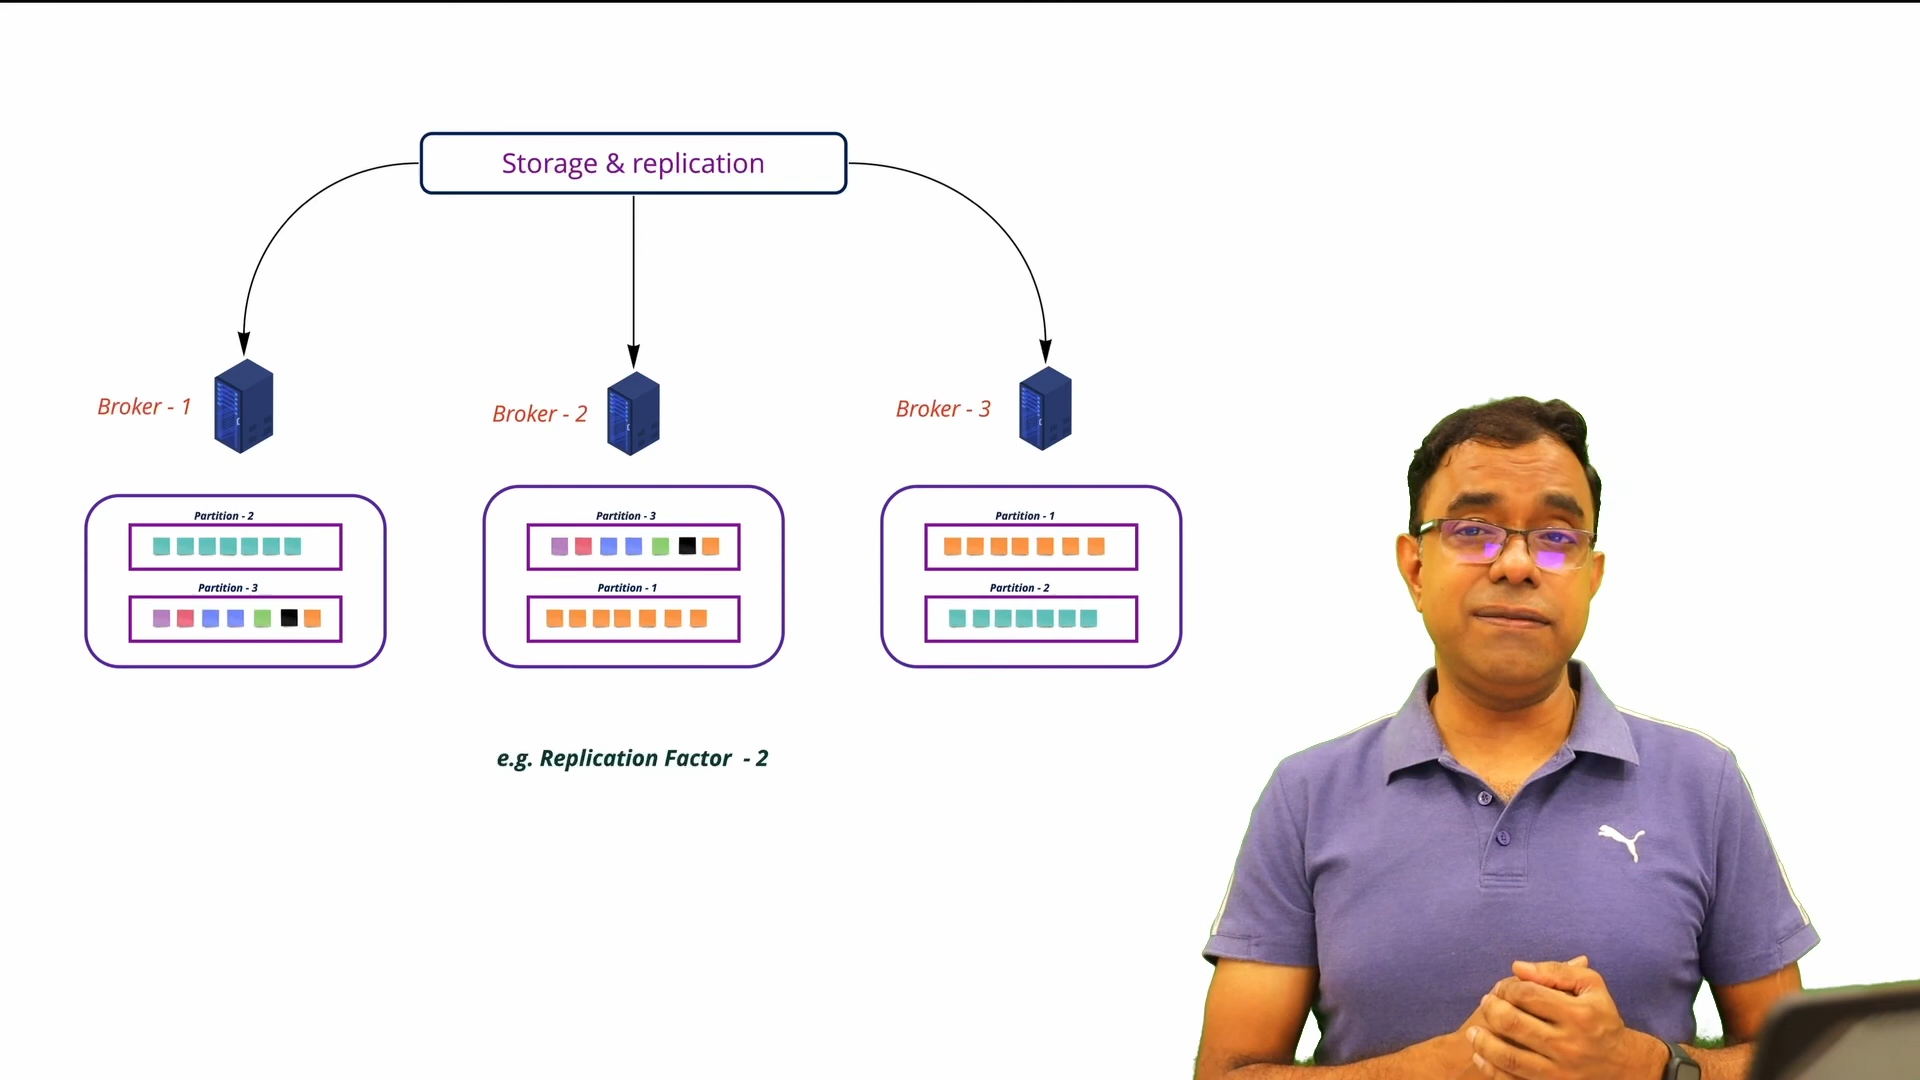 Storage & replication
Broker - 1
Broker - 2
Broker - 3
Partition - 2
Partition - 3
Partition - 3
Partition - 1
Partition - 1
Partition - 2
e.g. Replication Factor - 2